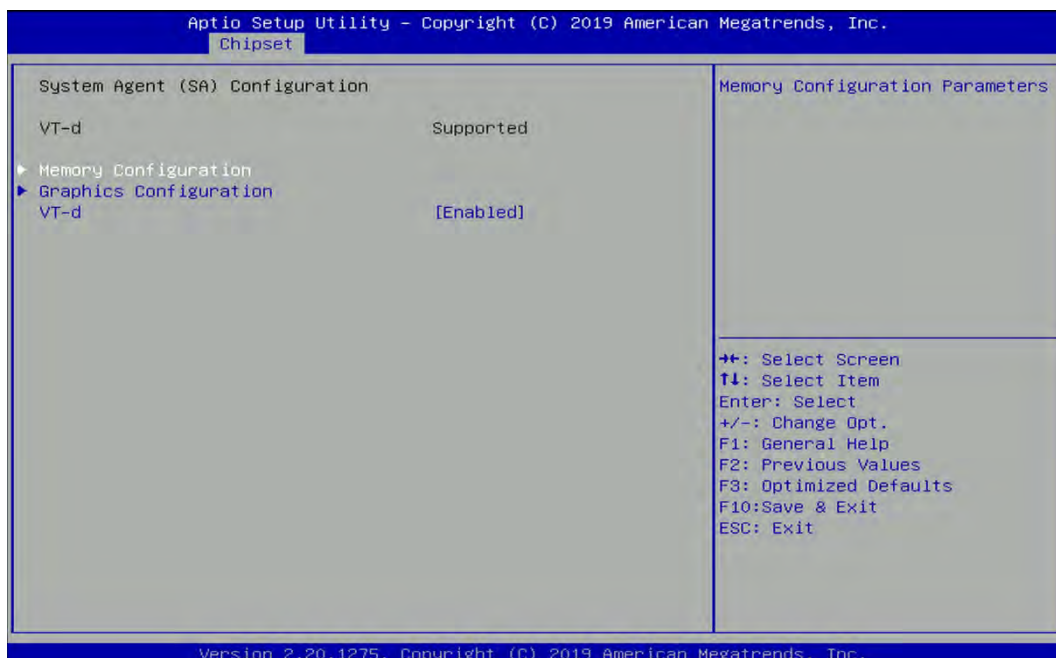 Aptio Setup Utility – Copyright (C) 2019 American Megatrends, Inc.
Chipset
System Agent (SA) Configuration
VT-d Supported
Memory Configuration
Graphics Configuration
VT-d [Enabled]
Memory Configuration Parameters
→←: Select Screen
↑↓: Select Item
Enter: Select
+/-: Change Opt.
F1: General Help
F2: Previous Values
F3: Optimized Defaults
F10:Save & Exit
ESC: Exit
Version 2.20.1275. Copyright (C) 2019 American Megatrends, Inc.